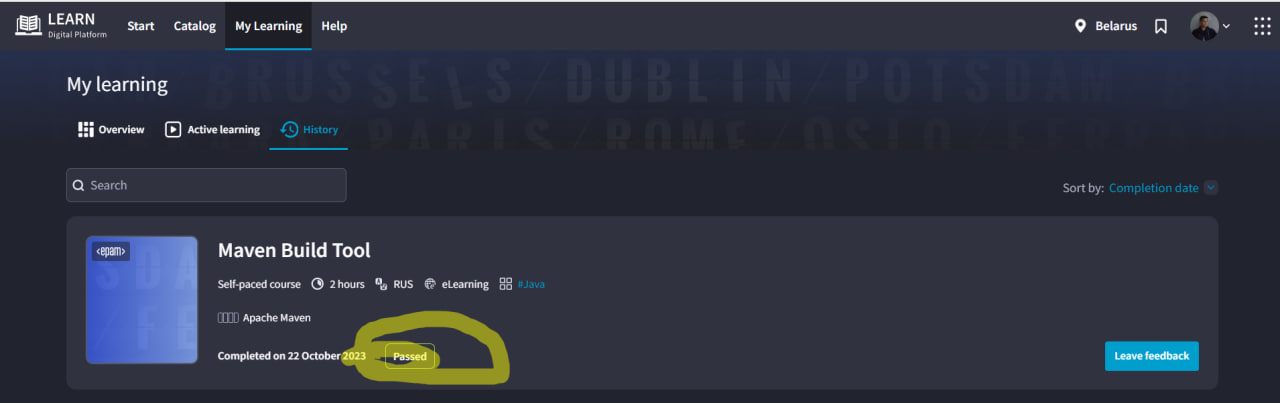 LEARN
Digital Platform
Start Catalog My Learning Help
Belarus
My learning
BRUSSELS/DUBLIN/POTSDAM
PARIS/ROME/OSLO
Overview Active learning History
Search
Sort by: Completion date
<epam>
Maven Build Tool
Self-paced course 2 hours RUS eLearning #Java
Apache Maven
Completed on 22 October 2023 Passed
Leave feedback